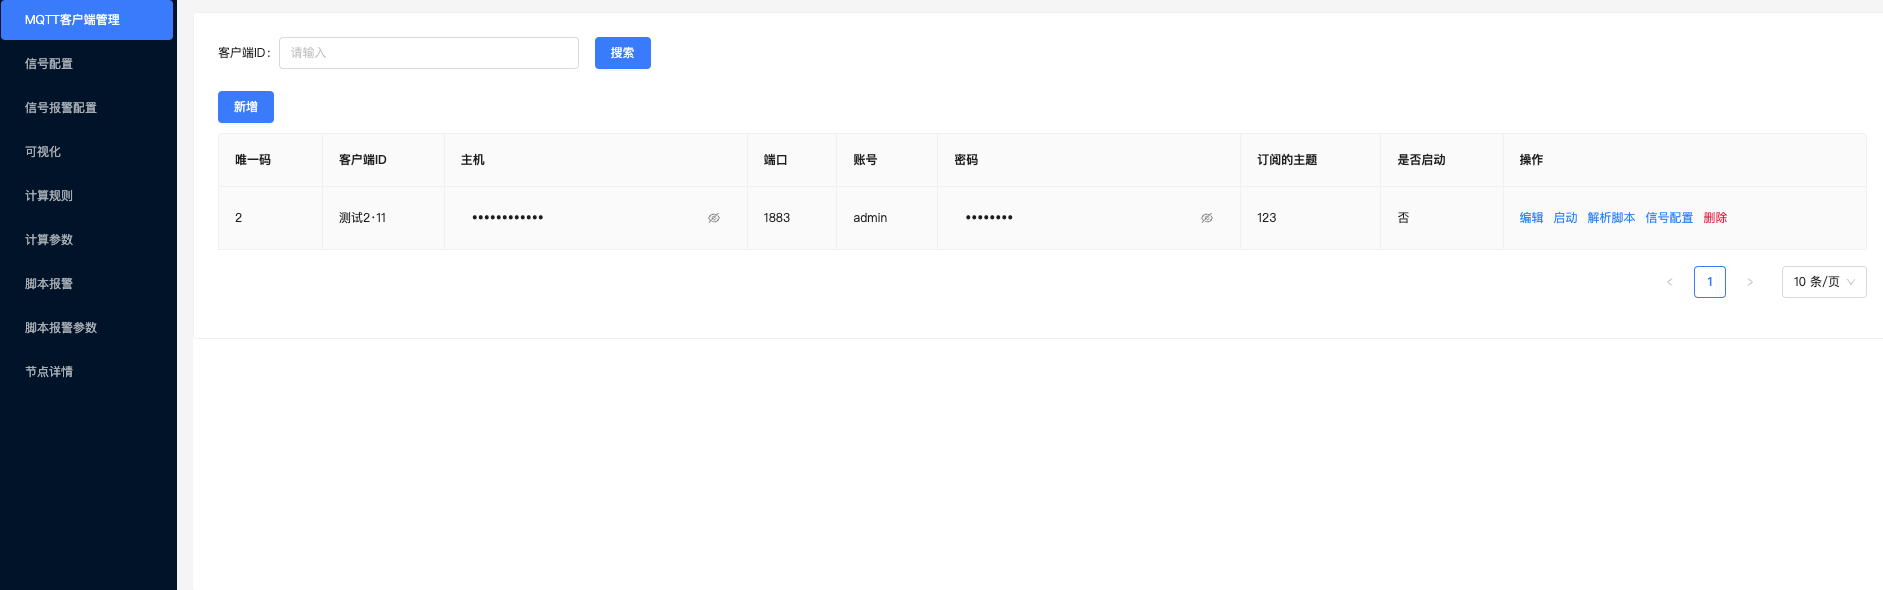 MQTT客户端管理
信号配置
信号报警配置
可视化
计算规则
计算参数
脚本报警
脚本报警参数
节点详情
客户端ID： 请输入 搜索
新增
唯一码 客户端ID 主机 端口 账号 密码 订阅的主题 是否启动 操作
2 测试2·11 •••••••••••• 1883 admin •••••••• 123 否 编辑 启动 解析脚本 信号配置 删除
< 1 > 10 条/页